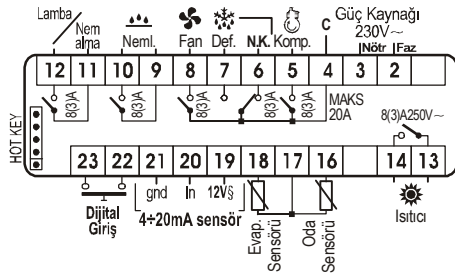 Lamba/
Nem
alma
Neml.
Fan
Def.
N.K.
Komp.
C
Güç Kaynağı
230V~
Nötr
Faz
12 11 10 9 8 7 6 5 4 3 2
8(3)A
8(3)A
8(3)A
8(3)A
MAKS
20A
8(3)A250V~
HOT KEY
23 22 21 20 19 18 17 16 14 13
Dijital
Giriş
gnd
In
12V§
4÷20mA sensör
Evap.
Sensörü
Oda
Sensörü
Isıtıcı